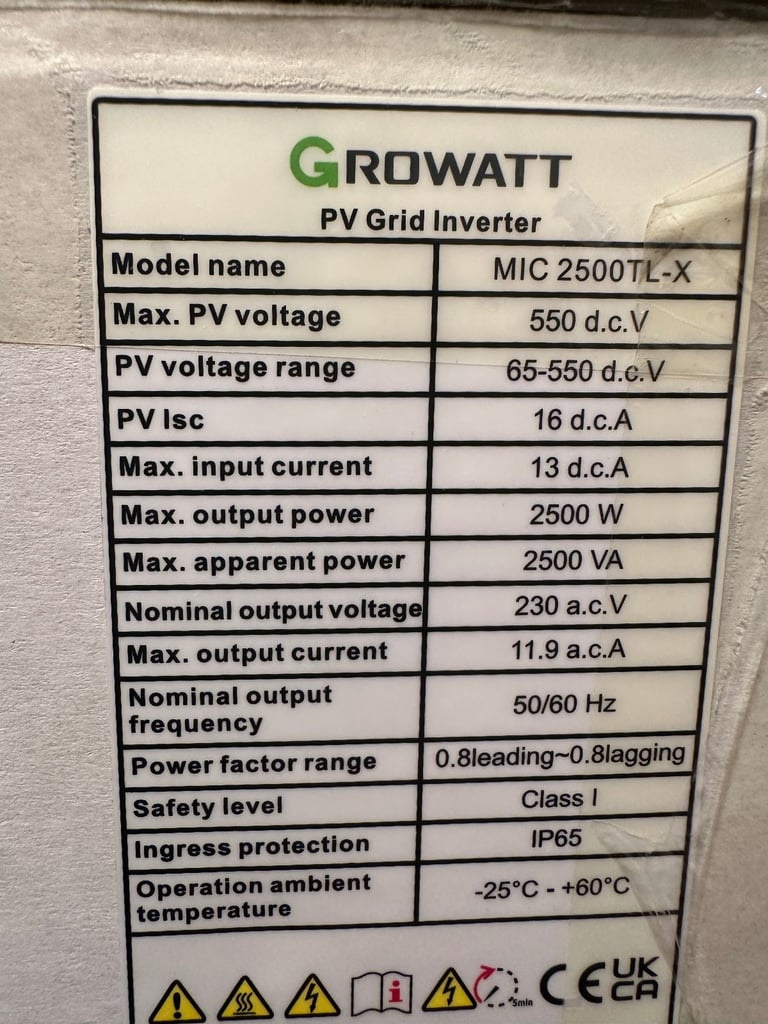 GROWATT
PV Grid Inverter
Model name MIC 2500TL-X
Max. PV voltage 550 d.c.V
PV voltage range 65-550 d.c.V
PV Isc 16 d.c.A
Max. input current 13 d.c.A
Max. output power 2500 W
Max. apparent power 2500 VA
Nominal output voltage 230 a.c.V
Max. output current 11.9 a.c.A
Nominal output
frequency 50/60 Hz
Power factor range 0.8leading~0.8lagging
Safety level Class I
Ingress protection IP65
Operation ambient
temperature -25°C - +60°C
5min CE UK
CA